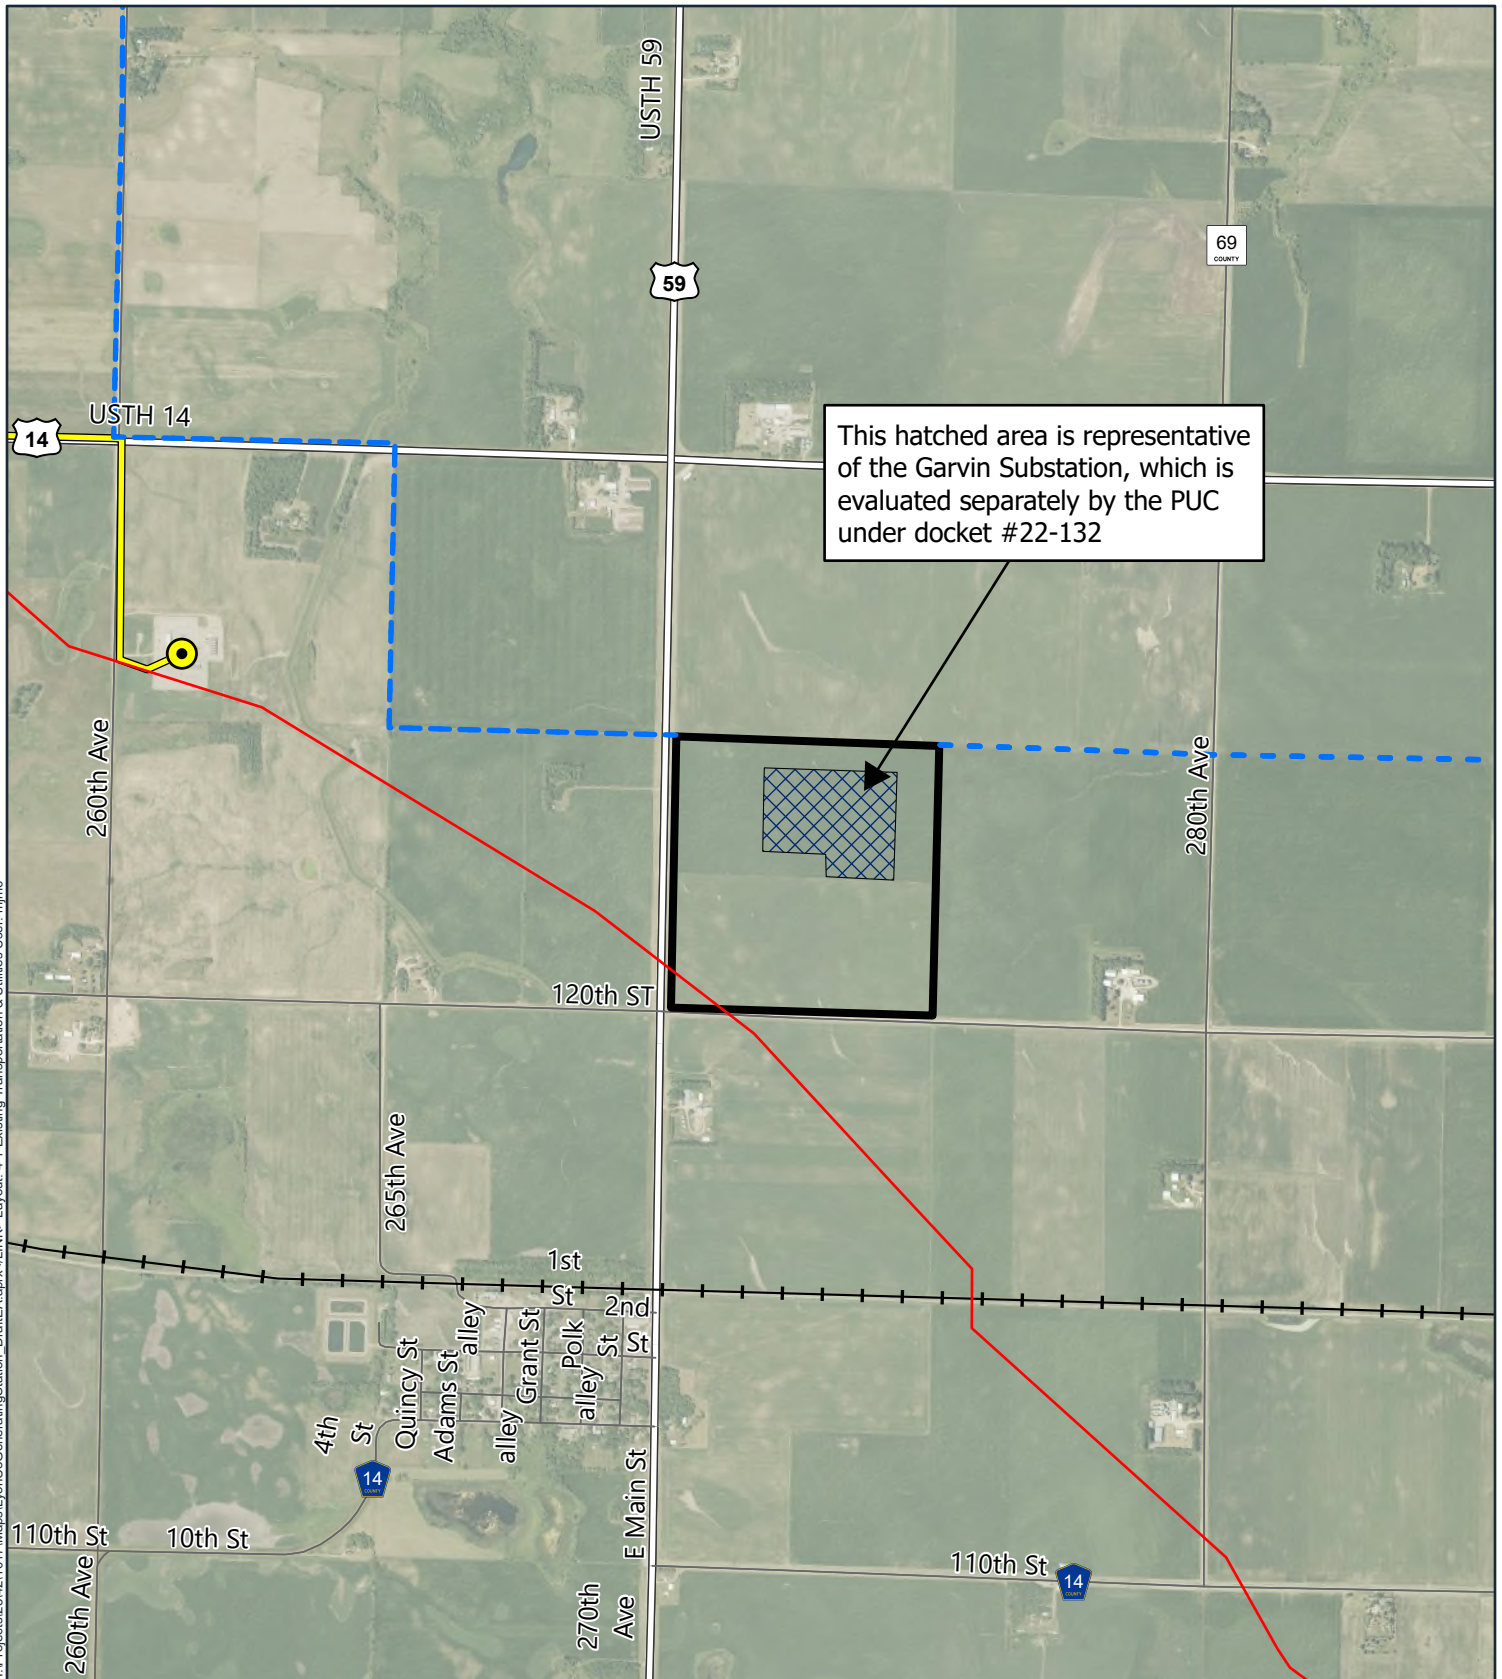 USTH 59
69
COUNTY
59
USTH 14
14
This hatched area is representative
of the Garvin Substation, which is
evaluated separately by the PUC
under docket #22-132
260th Ave
280th Ave
120th ST
265th Ave
1st
St
2nd
St
alley
Grant St
Polk
St
Quincy St
Adams St
alley
alley
4th
St
14
COUNTY
E Main St
110th St
10th St
110th St
14
COUNTY
260th Ave
270th
Ave